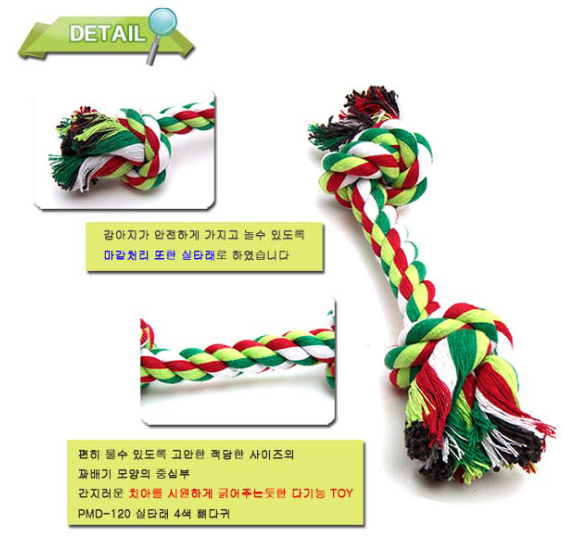 DETAIL
강아지가 안전하게 가지고 놀수 있도록
마감처리 또한 실타래로 하였습니다
편히 물수 있도록 고안한 적당한 사이즈의
꽈배기 모양의 중심부
간지러운 치아를 시원하게 긁어주는듯한 다기능 TOY
PMD-120 실타래 4색 뼈다귀